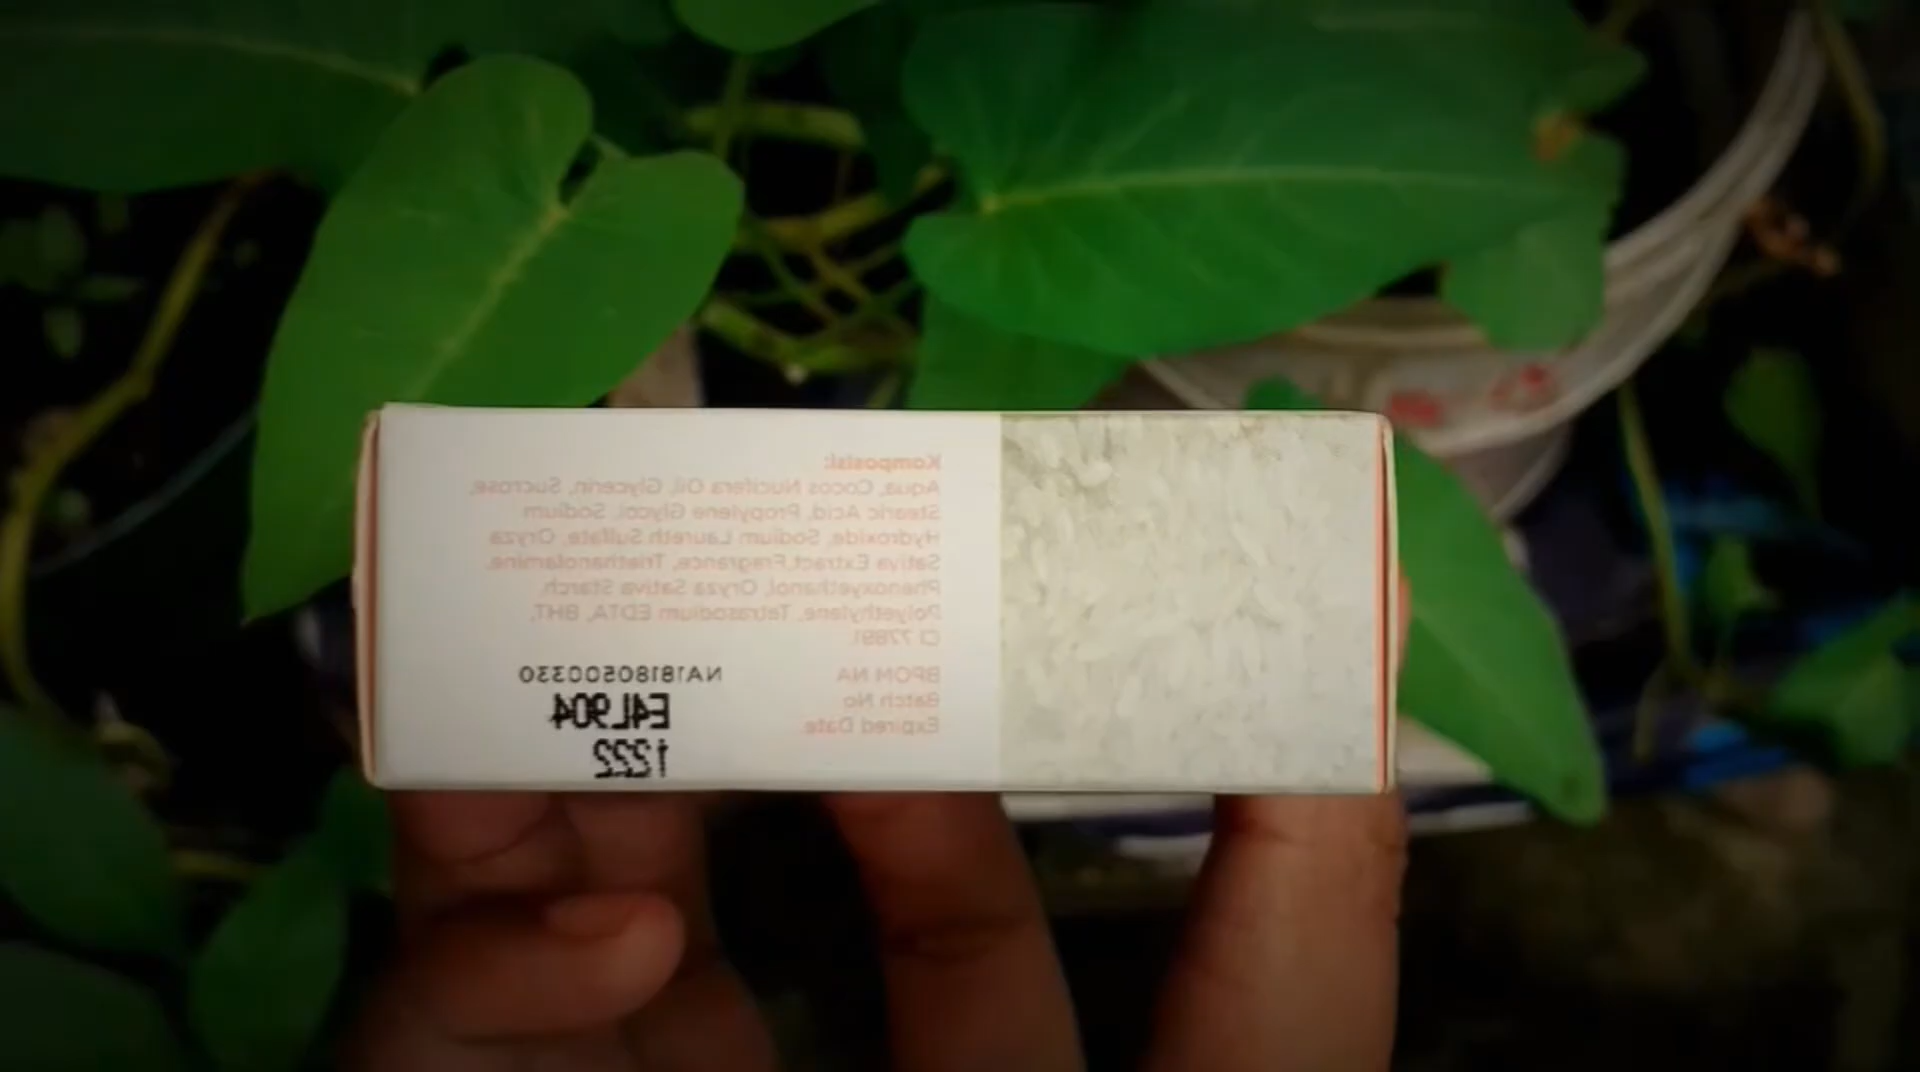 Komposisi:
Aqua, Cocos Nucifera Oil, Glycerin, Sucrose,
Stearic Acid, Propylene Glycol, Sodium
Hydroxide, Sodium Laureth Sulfate, Oryza
Sativa Extract,Fragrance, Triethanolamine,
Phenoxyethanol, Oryza Sativa Starch,
Polyethylene, Tetrasodium EDTA, BHT,
CI 77891
BPOM NA NA18180500330
Batch No E4L904
Expired Date 1222